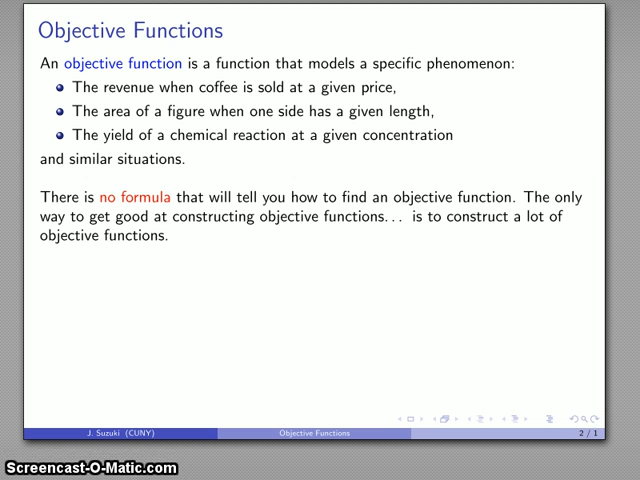 Objective Functions
An objective function is a function that models a specific phenomenon:
The revenue when coffee is sold at a given price,
The area of a figure when one side has a given length,
The yield of a chemical reaction at a given concentration
and similar situations.
There is no formula that will tell you how to find an objective function. The only
way to get good at constructing objective functions... is to construct a lot of
objective functions.
J. Suzuki (CUNY) Objective Functions 2 / 1
Screencast-O-Matic.com